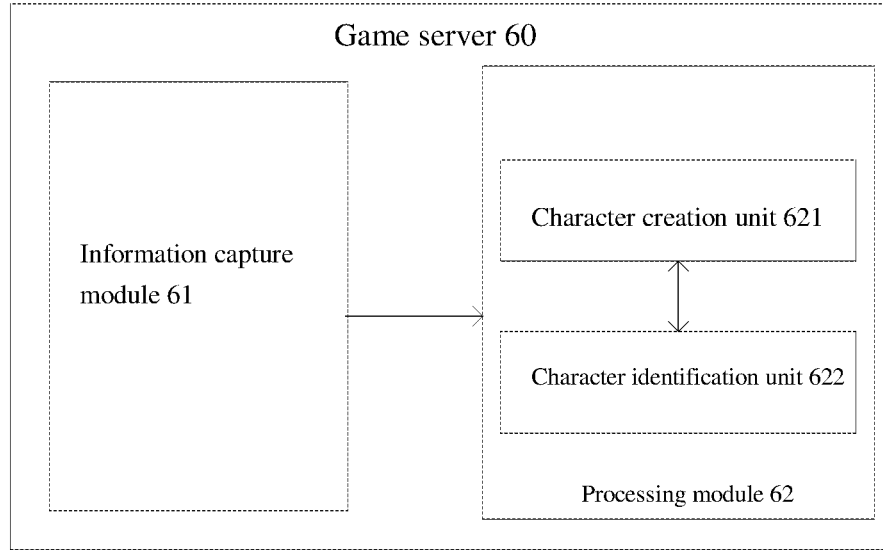 Game server 60
Information capture
module 61
Character creation unit 621
Character identification unit 622
Processing module 62